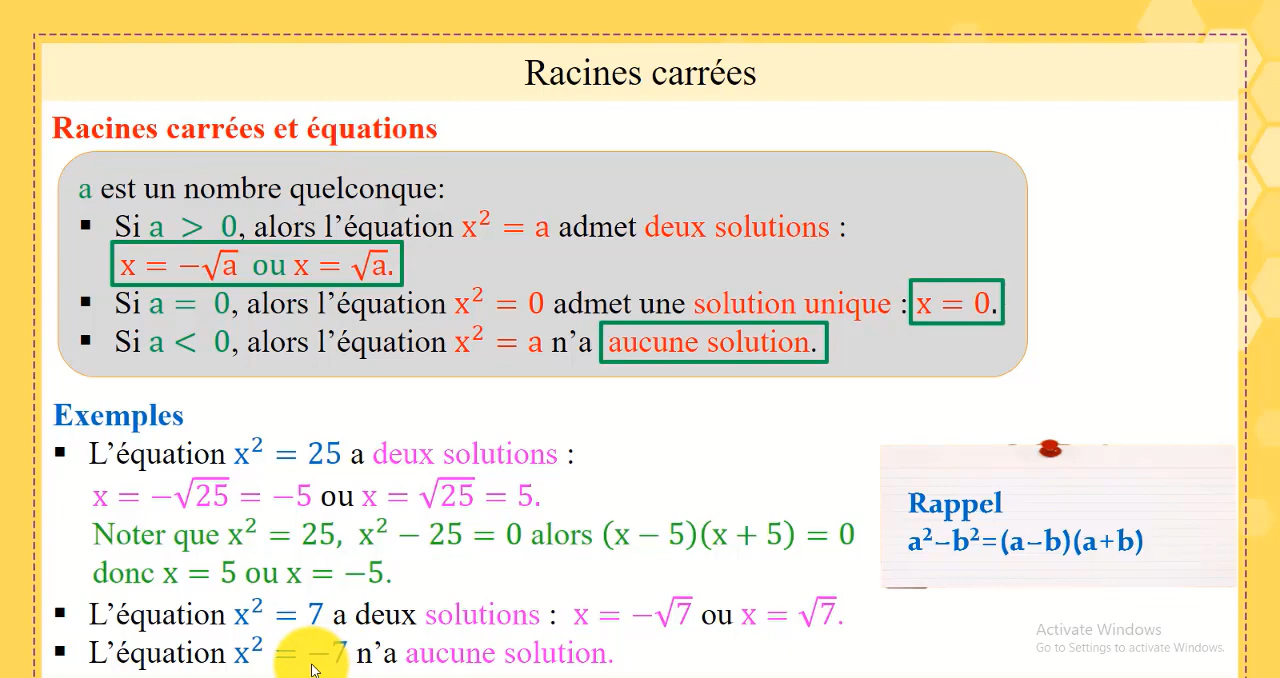 Racines carrées
Racines carrées et équations
a est un nombre quelconque:
▪ Si a > 0, alors l’équation x² = a admet deux solutions :
x = −√a ou x = √a.
▪ Si a = 0, alors l’équation x² = 0 admet une solution unique : x = 0.
▪ Si a < 0, alors l’équation x² = a n’a aucune solution.
Exemples
▪ L’équation x² = 25 a deux solutions :
x = −√25 = −5 ou x = √25 = 5.
Noter que x² = 25, x² − 25 = 0 alors (x − 5)(x + 5) = 0
donc x = 5 ou x = −5.
▪ L’équation x² = 7 a deux solutions : x = −√7 ou x = √7.
▪ L’équation x² = −7 n’a aucune solution.
Rappel
a²−b²=(a−b)(a+b)
Activate Windows
Go to Settings to activate Windows.